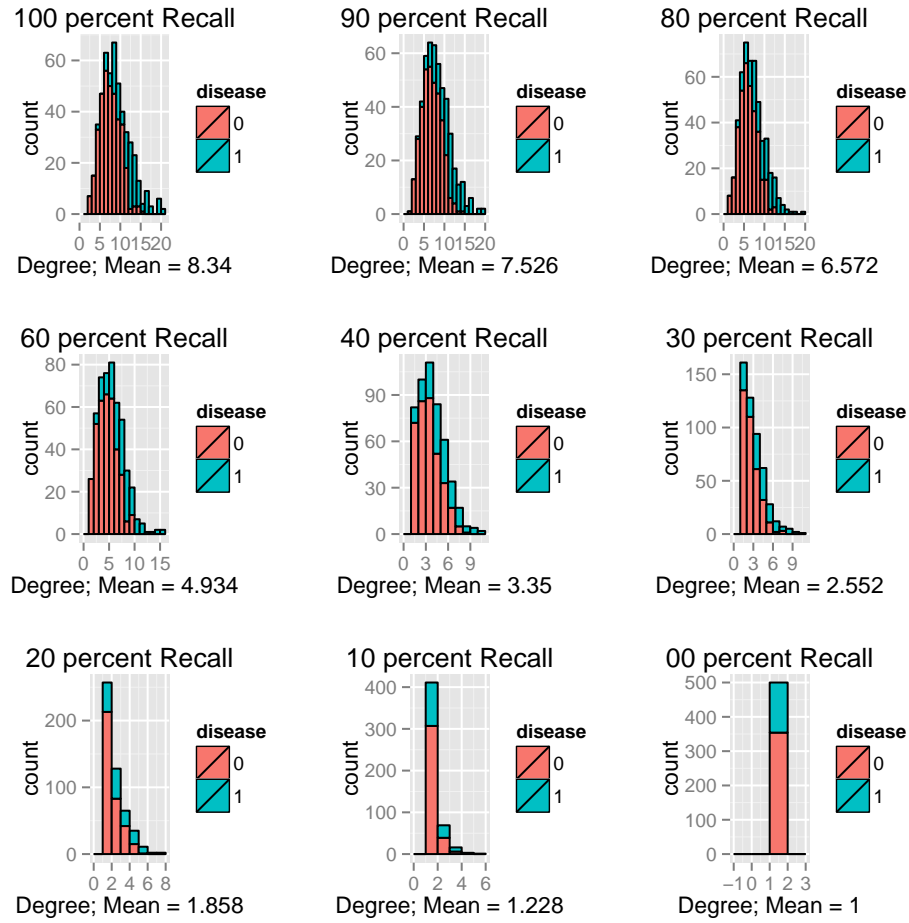 100 percent Recall
90 percent Recall
80 percent Recall
60
40
20
0
count
disease
0
1
0 5 10 15 20
Degree; Mean = 8.34
60
40
20
0
count
disease
0
1
0 5 10 15 20
Degree; Mean = 7.526
80
60
40
20
0
count
disease
0
1
0 5 10 15 20
Degree; Mean = 6.572
60 percent Recall
40 percent Recall
30 percent Recall
80
60
40
20
0
count
disease
0
1
0 5 10 15
Degree; Mean = 4.934
90
60
30
0
count
disease
0
1
0 3 6 9
Degree; Mean = 3.35
150
100
50
0
count
disease
0
1
0 3 6 9
Degree; Mean = 2.552
20 percent Recall
10 percent Recall
00 percent Recall
200
100
0
count
disease
0
1
0 2 4 6 8
Degree; Mean = 1.858
400
300
200
100
0
count
disease
0
1
0 2 4 6
Degree; Mean = 1.228
500
400
300
200
100
0
count
disease
0
1
−1 0 1 2 3
Degree; Mean = 1